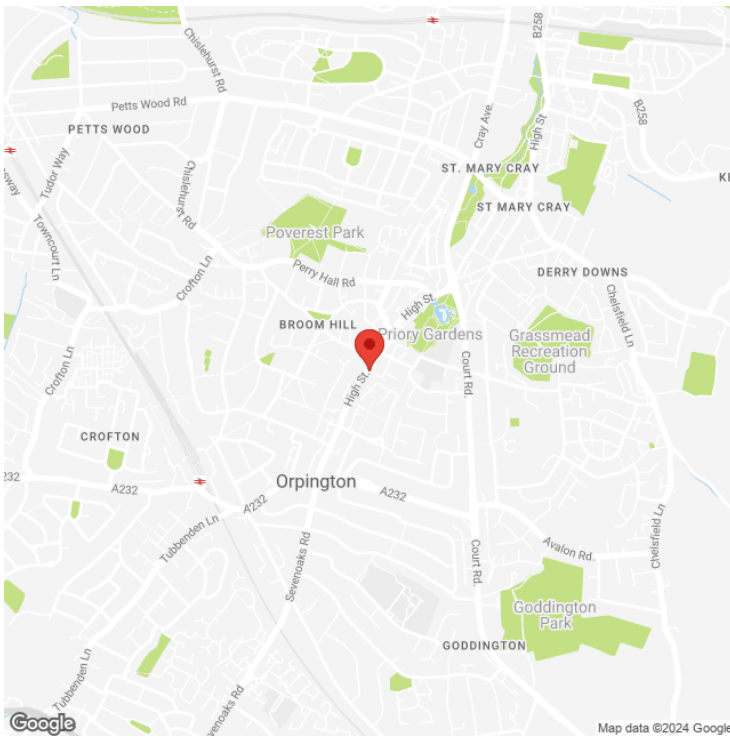 Chislehurst Rd
B258
Petts Wood Rd
Cray Ave.
High St
B258
PETTS WOOD
Tudor Way
Chislehurst Rd
ST. MARY CRAY
ST MARY CRAY
KE
sway
Towncourt Ln
Poverest Park
Crofton Ln
Perry Hall Rd
DERRY DOWNS
Chelsfield Ln
High St
BROOM HILL
Priory Gardens
Grassmead
Recreation
Ground
Court Rd.
Crofton Ln
High St.
CROFTON
232
A232
Orpington
A232
A232
Tubbenden Ln
Sevenoaks Rd
Court Rd.
Avalon Rd.
Chelsfield Ln
Goddington
Park
GODDINGTON
Tubbenden Ln
Sevenoaks Rd
Google
Map data ©2024 Google